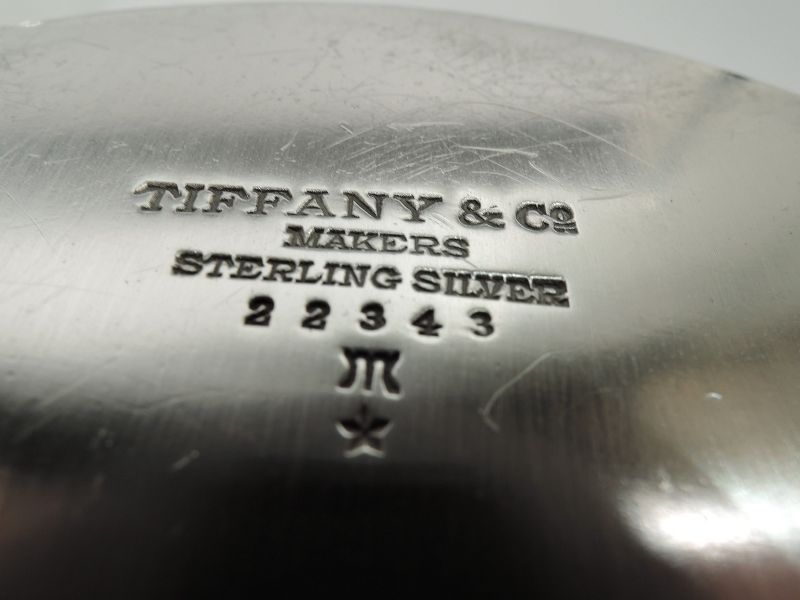 TIFFANY & Cº
MAKERS
STERLING SILVER
22343
m